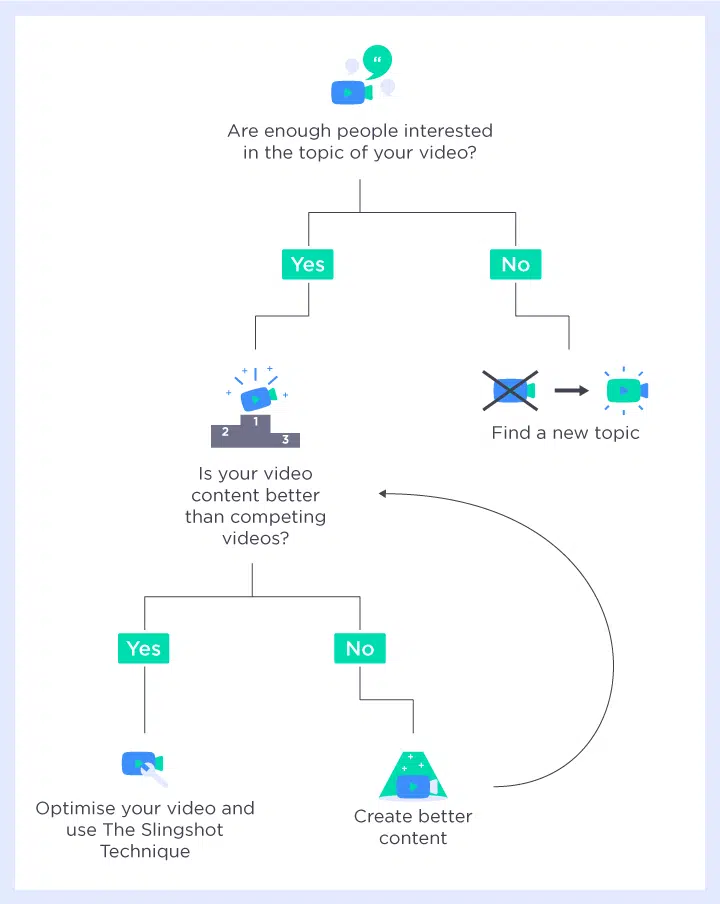 “
Are enough people interested
in the topic of your video?
Yes
No
1
2
3
Find a new topic
Is your video
content better
than competing
videos?
Yes
No
Optimise your video and
use The Slingshot
Technique
Create better
content